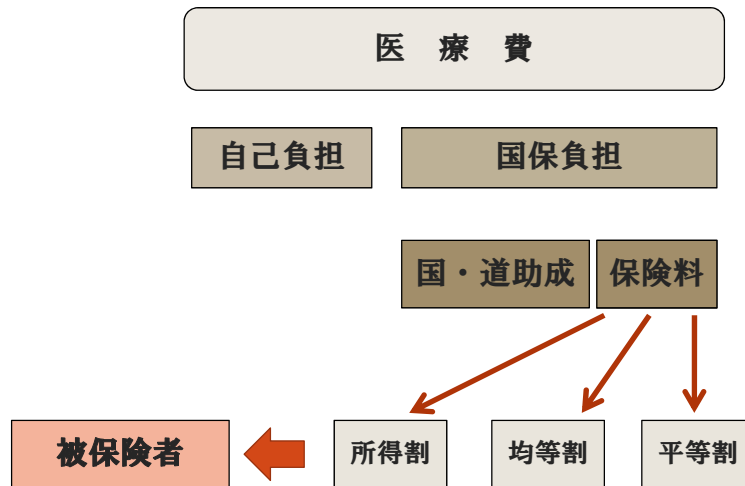 医 療 費
自己負担
国保負担
国・道助成
保険料
被保険者
所得割
均等割
平等割